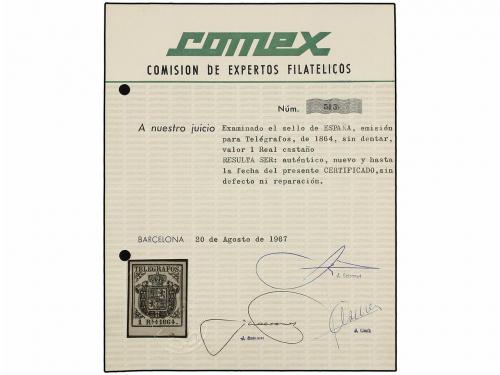 comex
COMISION DE EXPERTOS FILATELICOS
Núm.
A nuestro juicio Examinado el sello de ESPAÑA, emisión
para Telégrafos, de 1864, sin dentar,
valor 1 Real castaño
RESULTA SER: auténtico, nuevo y hasta
la fecha del presente CERTIFICADO,sin
defecto ni reparación.
BARCELONA 20 de Agosto de 1967
TELEGRAFOS.
1 Rl 1864.